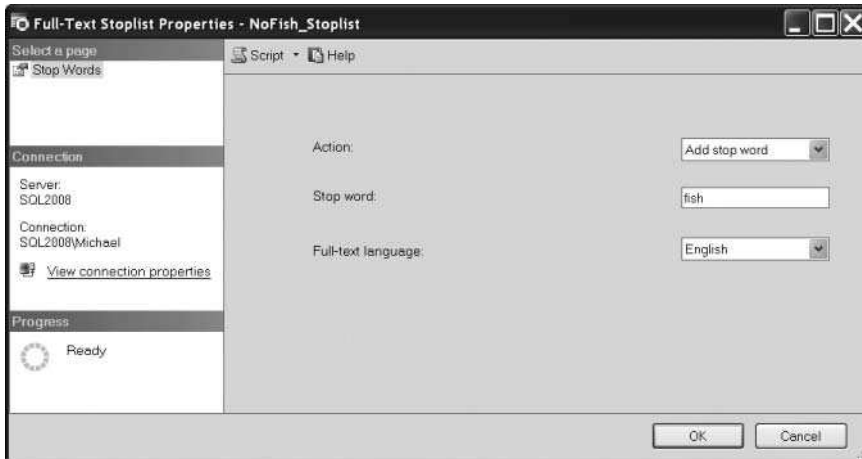 Full-Text Stoplist Properties - NoFish_Stoplist
Select a page
Stop Words
Script
Help
Action:
Add stop word
Stop word:
fish
Full-text language:
English
Connection
Server:
SQL2008
Connection:
SQL2008\Michael
View connection properties
Progress
Ready
OK
Cancel